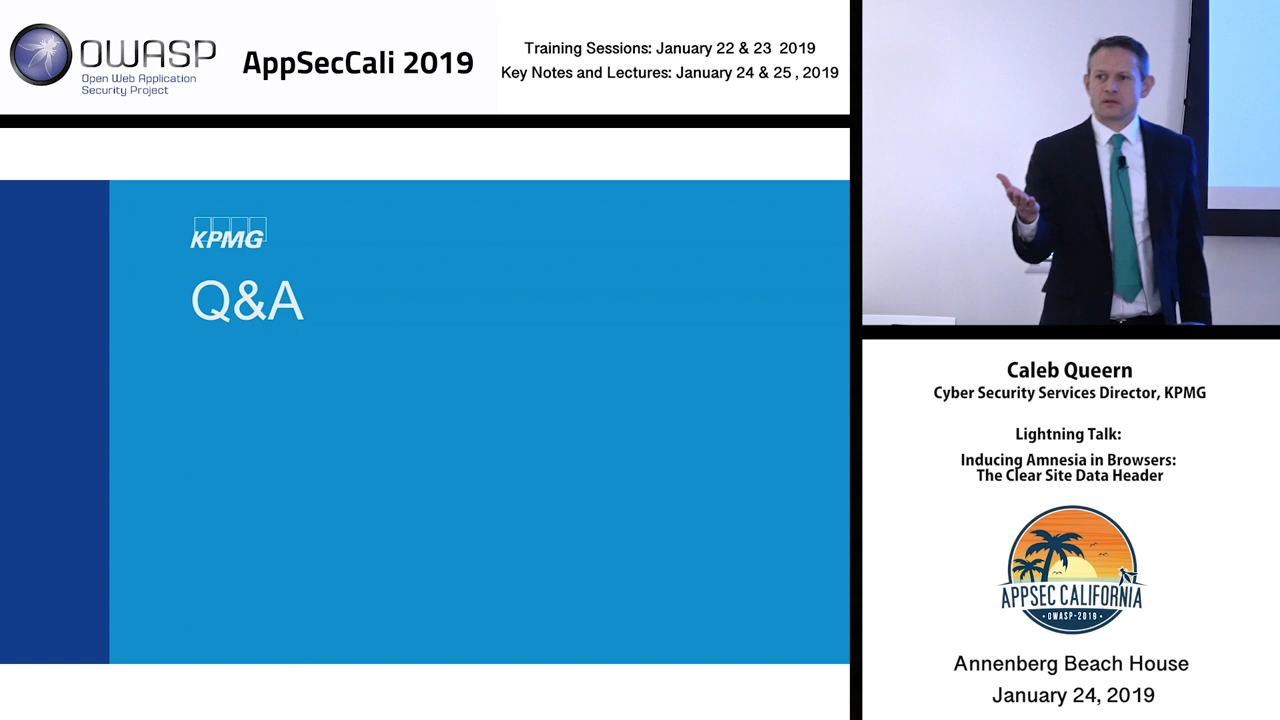 OWASP
Open Web Application
Security Project
AppSecCali 2019
Training Sessions: January 22 & 23 2019
Key Notes and Lectures: January 24 & 25 , 2019
KPMG
Q&A
Caleb Queern
Cyber Security Services Director, KPMG
Lightning Talk:
Inducing Amnesia in Browsers:
The Clear Site Data Header
APPSEC CALIFORNIA
• OWASP-2019 •
Annenberg Beach House
January 24, 2019